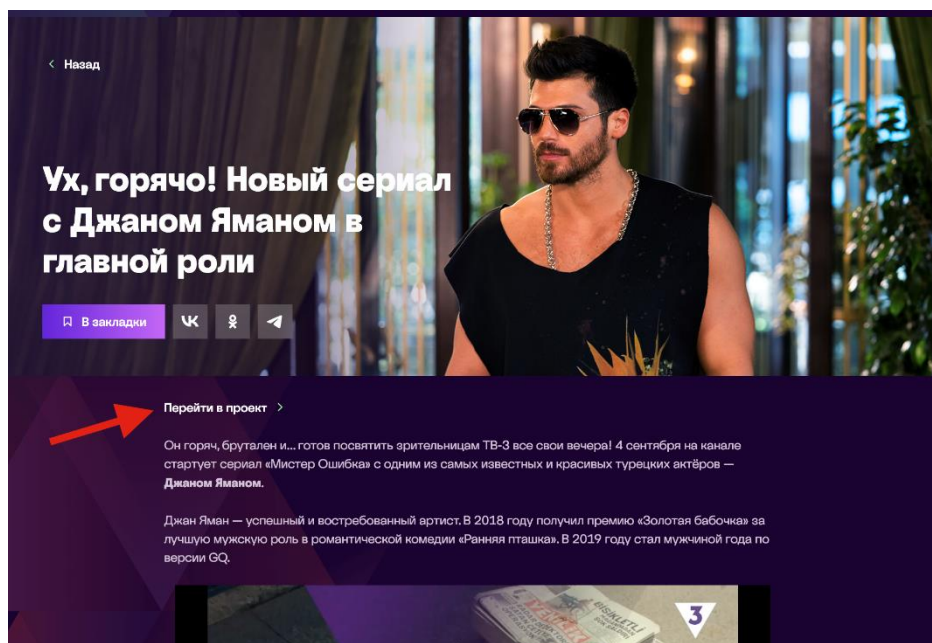 Назад
Ух, горячо! Новый сериал
с Джаном Яманом в
главной роли
В закладки
Перейти в проект
Он горяч, брутален и... готов посвятить зрительницам ТВ-3 все свои вечера! 4 сентября на канале
стартует сериал «Мистер Ошибка» с одним из самых известных и красивых турецких актёров —
Джаном Яманом.
Джан Яман — успешный и востребованный артист. В 2018 году получил премию «Золотая бабочка» за
лучшую мужскую роль в романтической комедии «Ранняя пташка». В 2019 году стал мужчиной года по
версии GQ.
BISIKLETLI
3